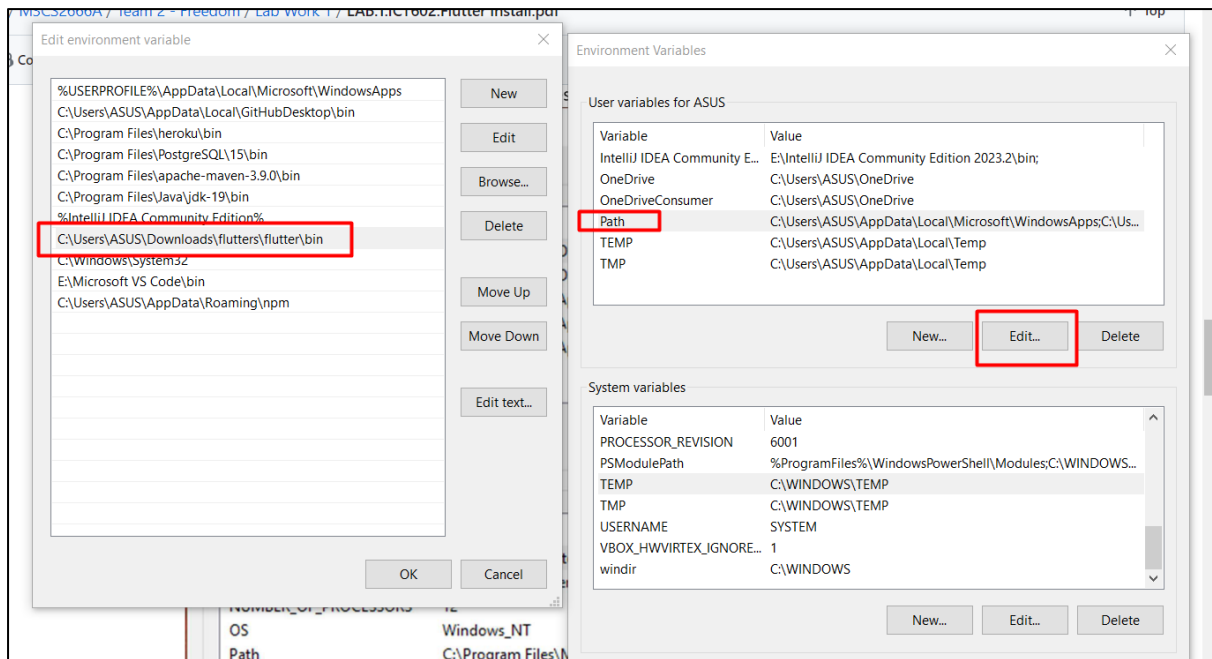 / MSCS2666A / Team 2 - Freedom / Lab Work 1 / LAB.1.ICT602.Flutter Install.pdf
Top
Edit environment variable
%USERPROFILE%\AppData\Local\Microsoft\WindowsApps
C:\Users\ASUS\AppData\Local\GitHubDesktop\bin
C:\Program Files\heroku\bin
C:\Program Files\PostgreSQL\15\bin
C:\Program Files\apache-maven-3.9.0\bin
C:\Program Files\Java\jdk-19\bin
%IntelliJ IDEA Community Edition%
C:\Users\ASUS\Downloads\flutters\flutter\bin
C:\Windows\System32
E:\Microsoft VS Code\bin
C:\Users\ASUS\AppData\Roaming\npm
New
Edit
Browse...
Delete
Move Up
Move Down
Edit text...
OK
Cancel
Environment Variables
User variables for ASUS
Variable Value
IntelliJ IDEA Community E... E:\IntelliJ IDEA Community Edition 2023.2\bin;
OneDrive C:\Users\ASUS\OneDrive
OneDriveConsumer C:\Users\ASUS\OneDrive
Path C:\Users\ASUS\AppData\Local\Microsoft\WindowsApps;C:\Us...
TEMP C:\Users\ASUS\AppData\Local\Temp
TMP C:\Users\ASUS\AppData\Local\Temp
New... Edit... Delete
System variables
Variable Value
PROCESSOR_REVISION 6001
PSModulePath %ProgramFiles%\WindowsPowerShell\Modules;C:\WINDOWS...
TEMP C:\WINDOWS\TEMP
TMP C:\WINDOWS\TEMP
USERNAME SYSTEM
VBOX_HWVIRTEX_IGNORE... 1
windir C:\WINDOWS
New... Edit... Delete
NUMBER_OF_PROCESSORS 12
OS Windows_NT
Path C:\Program Files\